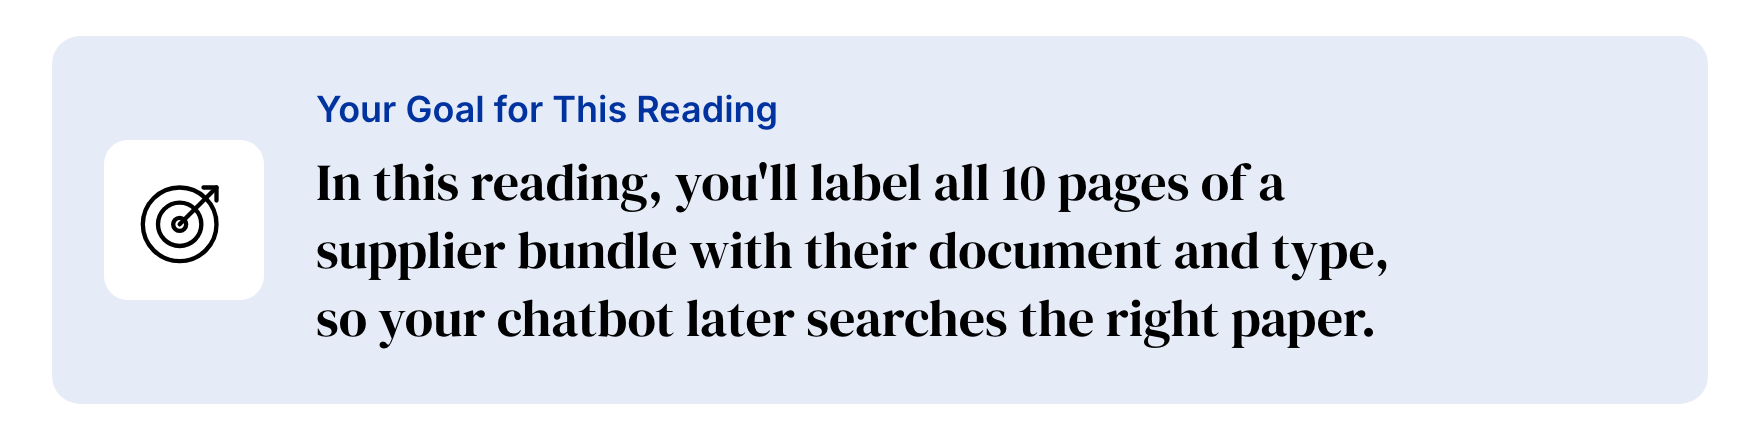 Your Goal for This Reading
In this reading, you'll label all 10 pages of a
supplier bundle with their document and type,
so your chatbot later searches the right paper.